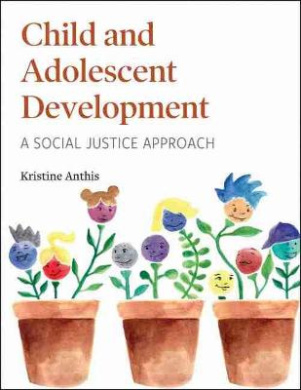 Child and
Adolescent
Development
A SOCIAL JUSTICE APPROACH
Kristine Anthis